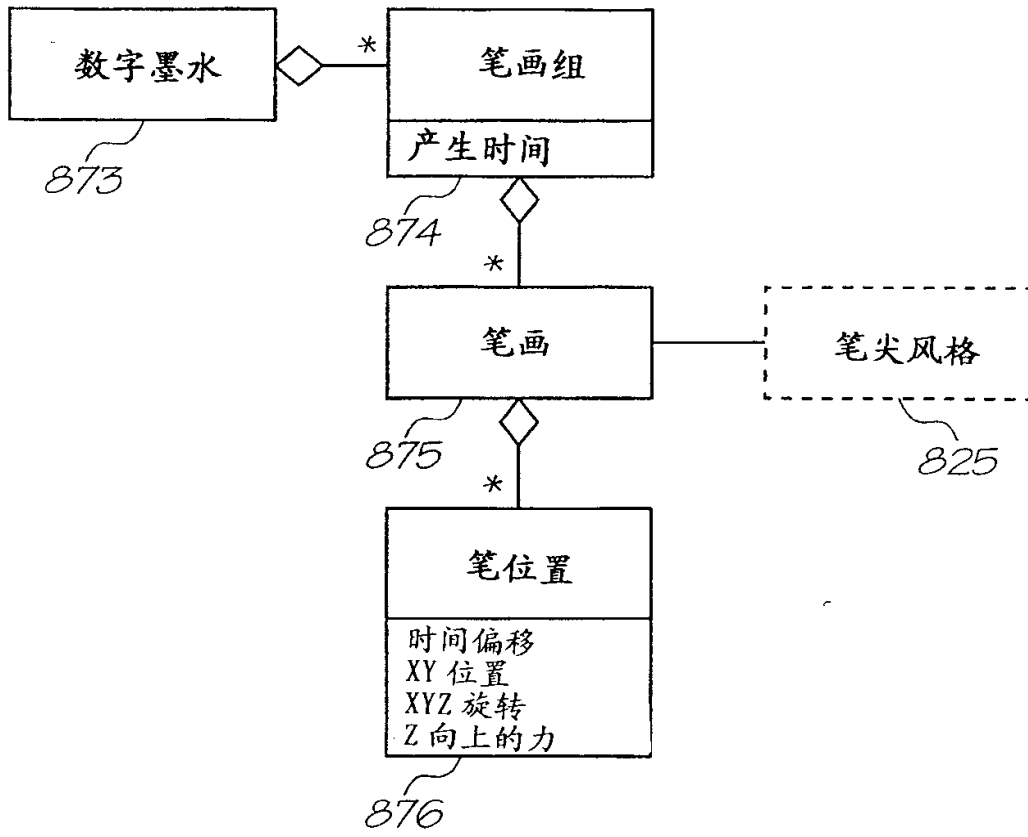 数字墨水
*
笔画组
产生时间
873
874
*
笔画
笔尖风格
875
825
*
笔位置
时间偏移
XY 位置
XYZ 旋转
Z 向上的力
876